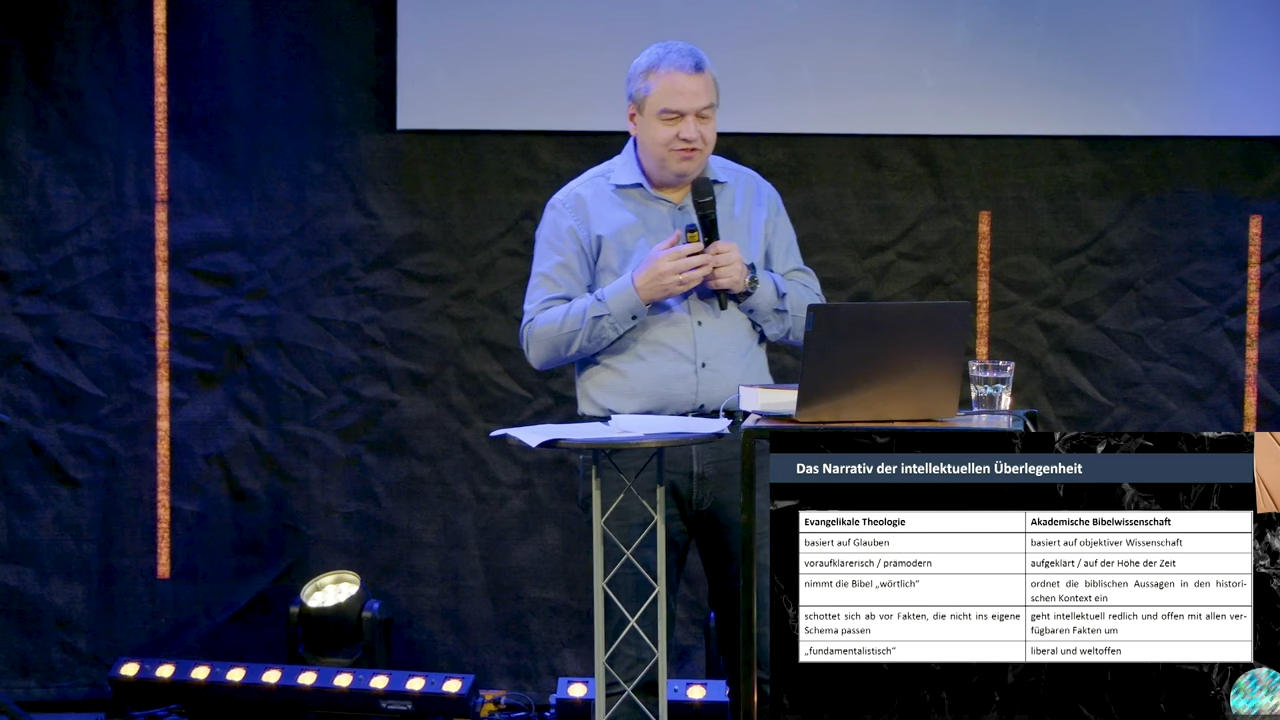 Das Narrativ der intellektuellen Überlegenheit
Evangelikale Theologie
Akademische Bibelwissenschaft
basiert auf Glauben
basiert auf objektiver Wissenschaft
voraufklärerisch / prämodern
aufgeklärt / auf der Höhe der Zeit
nimmt die Bibel „wörtlich“
ordnet die biblischen Aussagen in den histori-
schen Kontext ein
schottet sich ab vor Fakten, die nicht ins eigene
Schema passen
geht intellektuell redlich und offen mit allen ver-
fügbaren Fakten um
„fundamentalistisch“
liberal und weltoffen